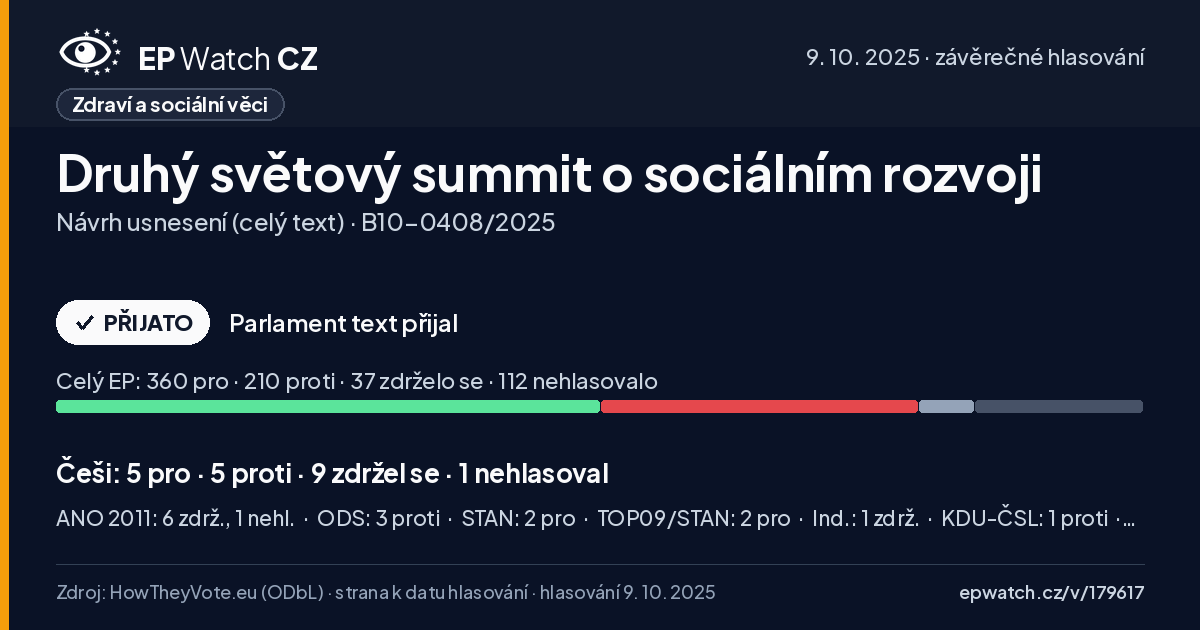 EP Watch CZ
9. 10. 2025 · závěrečné hlasování
Zdraví a sociální věci
Druhý světový summit o sociálním rozvoji
Návrh usnesení (celý text) · B10-0408/2025
✓ PŘIJATO
Parlament text přijal
Celý EP: 360 pro · 210 proti · 37 zdrželo se · 112 nehlasovalo
Češi: 5 pro · 5 proti · 9 zdržel se · 1 nehlasoval
ANO 2011: 6 zdrž., 1 nehl. · ODS: 3 proti · STAN: 2 pro · TOP09/STAN: 2 pro · Ind.: 1 zdrž. · KDU-ČSL: 1 proti ·…
Zdroj: HowTheyVote.eu (ODbL) · strana k datu hlasování · hlasování 9. 10. 2025
epwatch.cz/v/179617